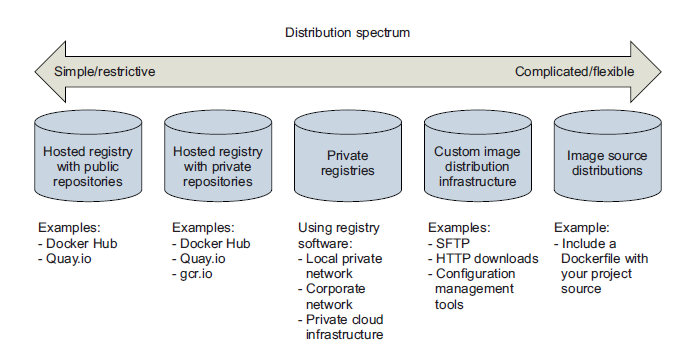 Distribution spectrum
Simple/restrictive
Complicated/flexible
Hosted registry
with public
repositories
Hosted registry
with private
repositories
Private
registries
Custom image
distribution
infrastructure
Image source
distributions
Examples:
- Docker Hub
- Quay.io
Examples:
- Docker Hub
- Quay.io
- gcr.io
Using registry
software:
- Local private
network
- Corporate
network
- Private cloud
infrastructure
Examples:
- SFTP
- HTTP downloads
- Configuration
management
tools
Example:
- Include a
Dockerfile with
your project
source